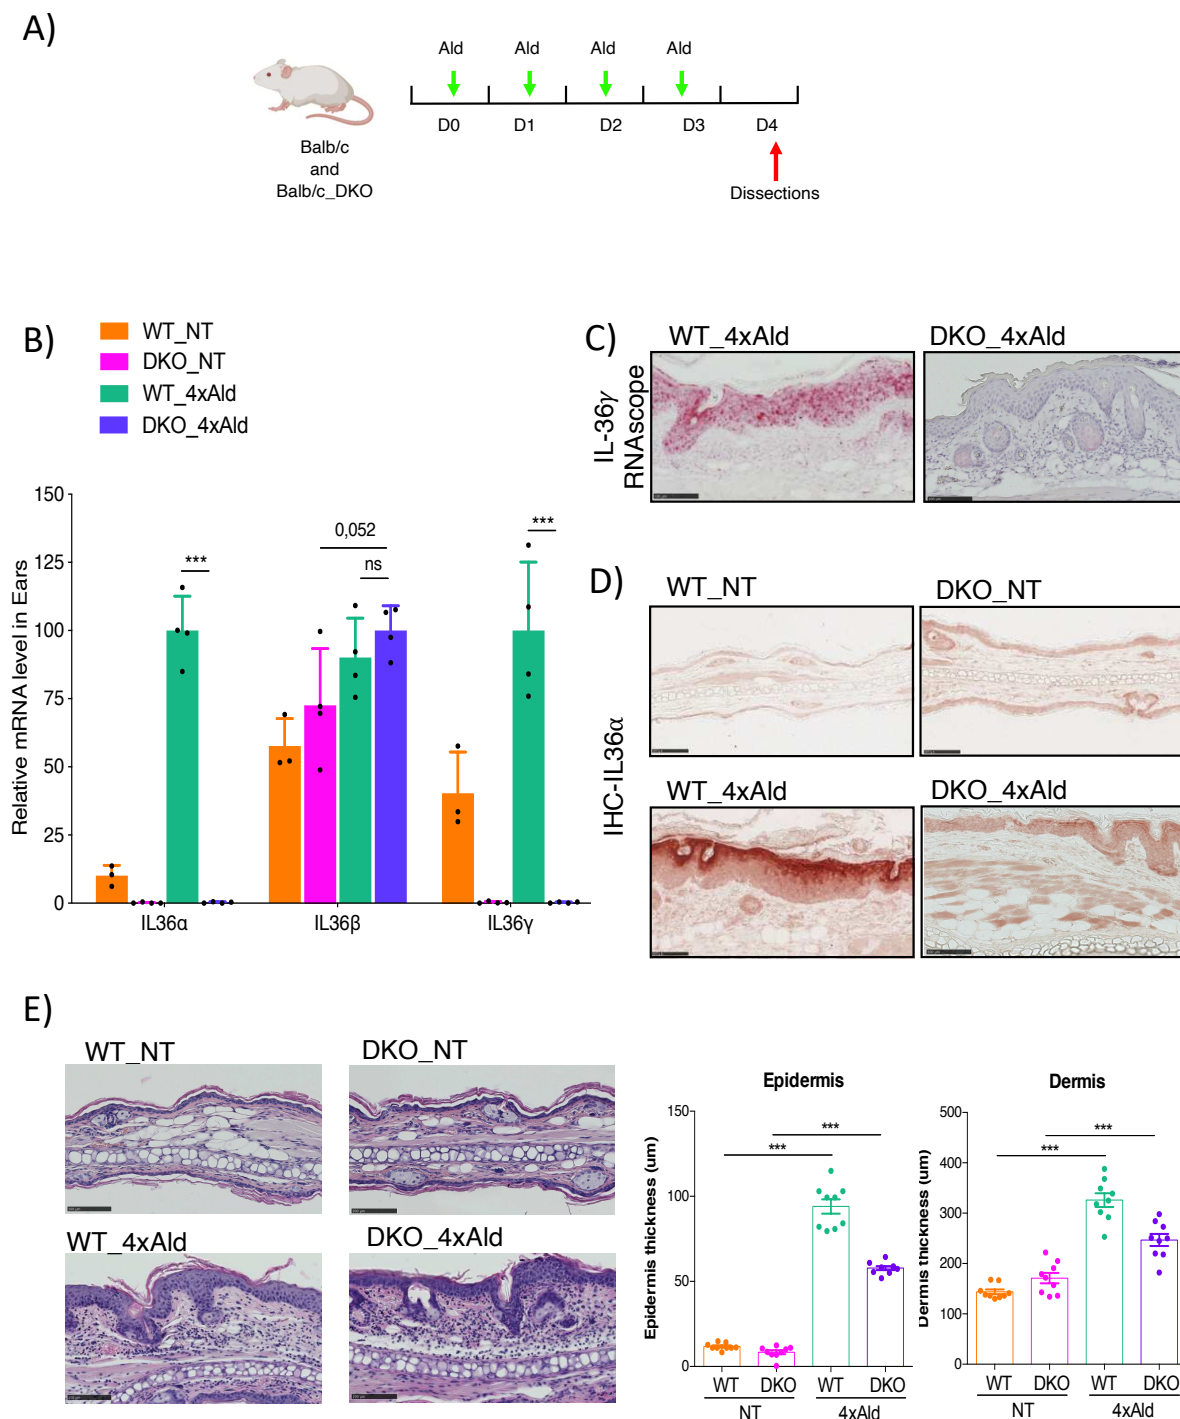 A)
Ald Ald Ald Ald
D0 D1 D2 D3 D4
Balb/c
and
Balb/c_DKO
Dissections
B)
WT_NT
DKO_NT
WT_4xAld
DKO_4xAld
Relative mRNA level in Ears
150
125
100
75
50
25
0
***
0,052
ns
***
IL36α IL36β IL36γ
C)
WT_4xAld DKO_4xAld
IL-36γ
RNAscope
D)
WT_NT DKO_NT
IHC-IL36α
WT_4xAld DKO_4xAld
E)
WT_NT DKO_NT
WT_4xAld DKO_4xAld
Epidermis
Epidermis thickness (um)
150
100
50
0
***
***
WT DKO WT DKO
NT 4xAld
Dermis
Dermis thickness (um)
500
400
300
200
100
0
***
***
WT DKO WT DKO
NT 4xAld